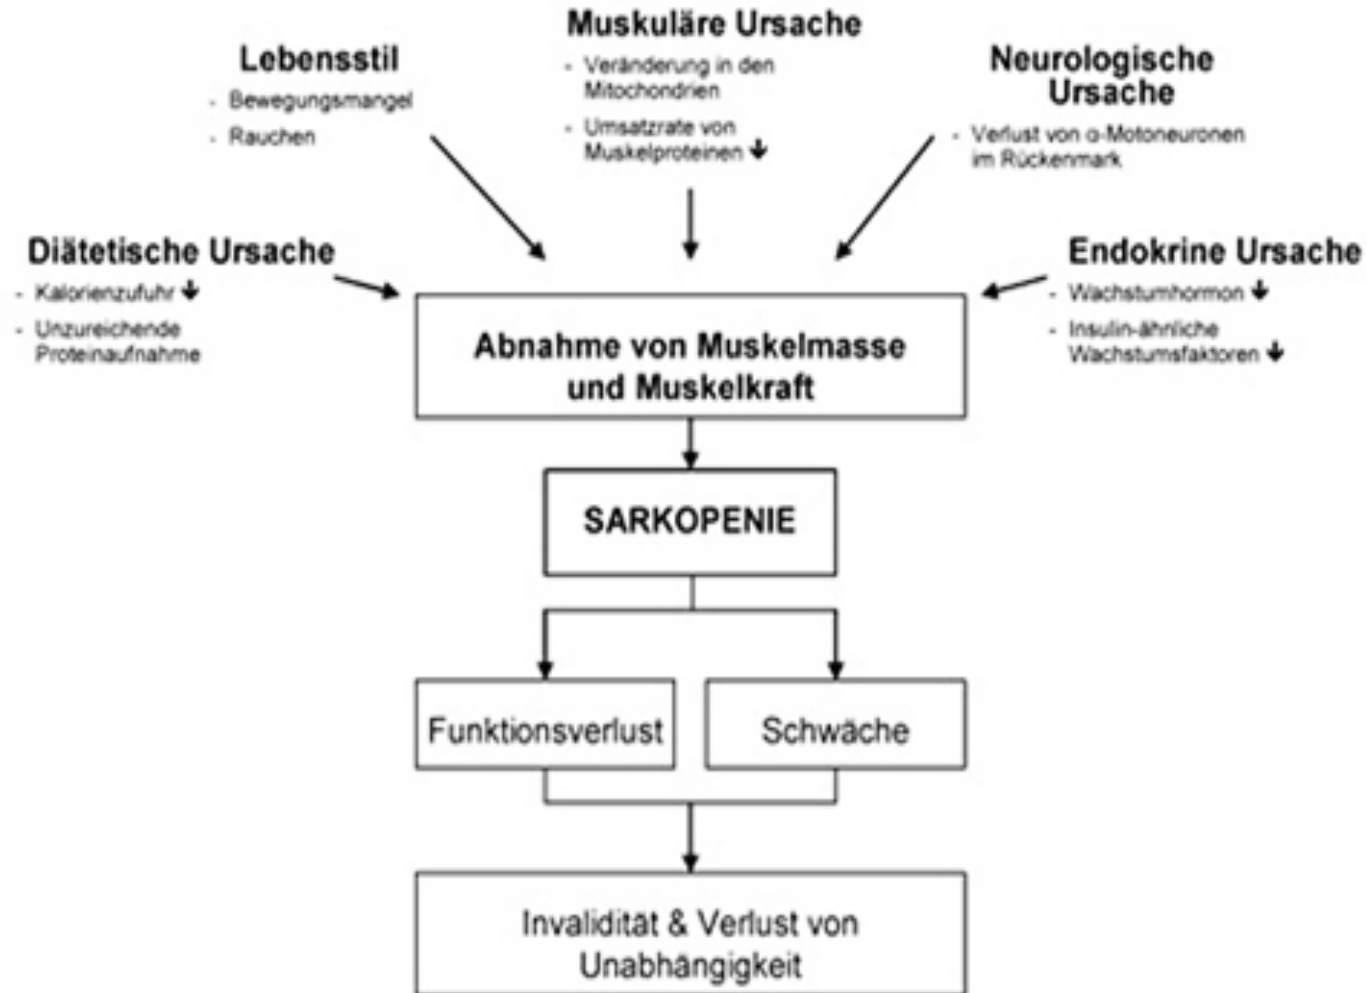 Muskuläre Ursache
- Veränderung in den
Mitochondrien
- Umsatzrate von
Muskelproteinen ↓
Lebensstil
- Bewegungsmangel
- Rauchen
Neurologische
Ursache
- Verlust von α-Motoneuronen
im Rückenmark
Diätetische Ursache
- Kalorienzufuhr ↓
- Unzureichende
Proteinaufnahme
Endokrine Ursache
- Wachstumhormon ↓
- Insulin-ähnliche
Wachstumsfaktoren ↓
Abnahme von Muskelmasse
und Muskelkraft
SARKOPENIE
Funktionsverlust
Schwäche
Invalidität & Verlust von
Unabhängigkeit